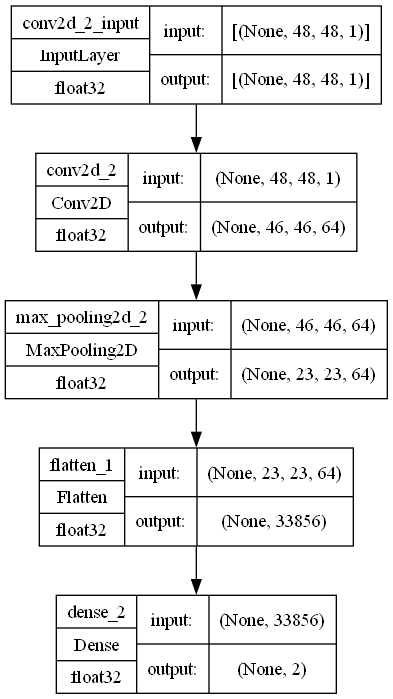 conv2d_2_input
InputLayer
float32
input:
[(None, 48, 48, 1)]
output:
[(None, 48, 48, 1)]
conv2d_2
Conv2D
float32
input:
(None, 48, 48, 1)
output:
(None, 46, 46, 64)
max_pooling2d_2
MaxPooling2D
float32
input:
(None, 46, 46, 64)
output:
(None, 23, 23, 64)
flatten_1
Flatten
float32
input:
(None, 23, 23, 64)
output:
(None, 33856)
dense_2
Dense
float32
input:
(None, 33856)
output:
(None, 2)